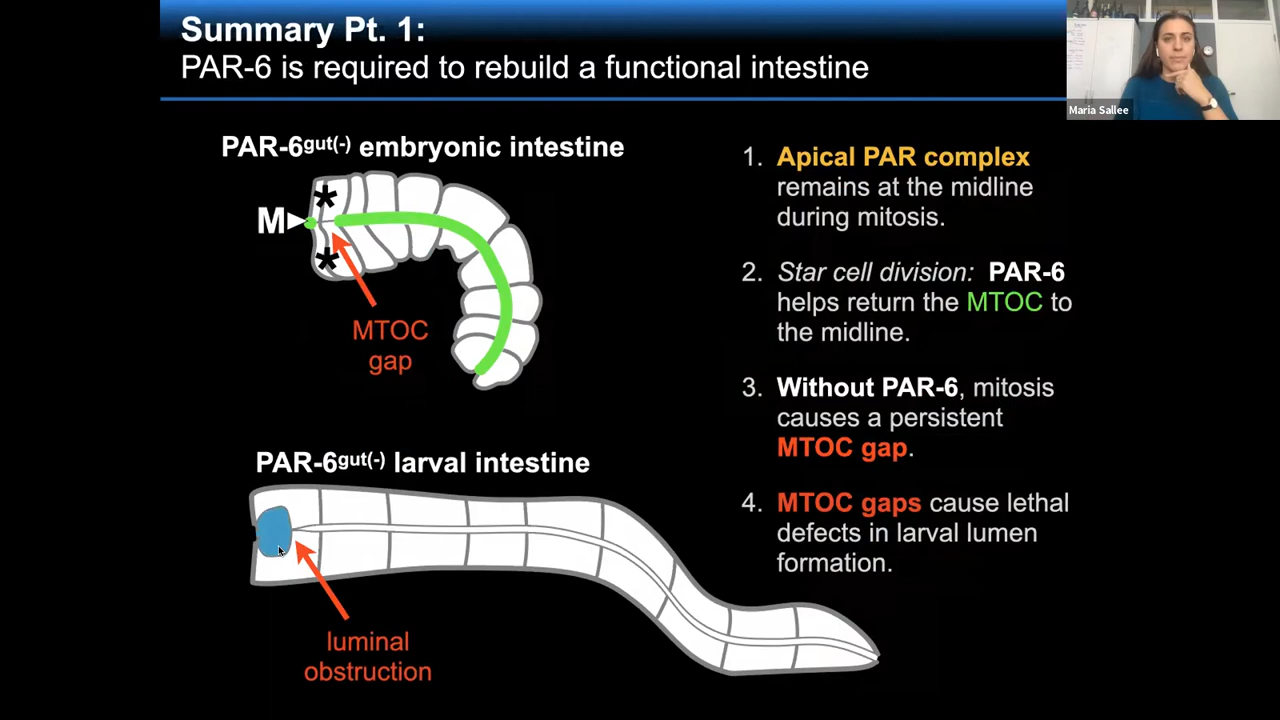 Summary Pt. 1:
PAR-6 is required to rebuild a functional intestine
Maria Sallee
PAR-6gut(-) embryonic intestine
*
M
*
MTOC
gap
PAR-6gut(-) larval intestine
luminal
obstruction
1. Apical PAR complex
remains at the midline
during mitosis.
2. Star cell division: PAR-6
helps return the MTOC to
the midline.
3. Without PAR-6, mitosis
causes a persistent
MTOC gap.
4. MTOC gaps cause lethal
defects in larval lumen
formation.